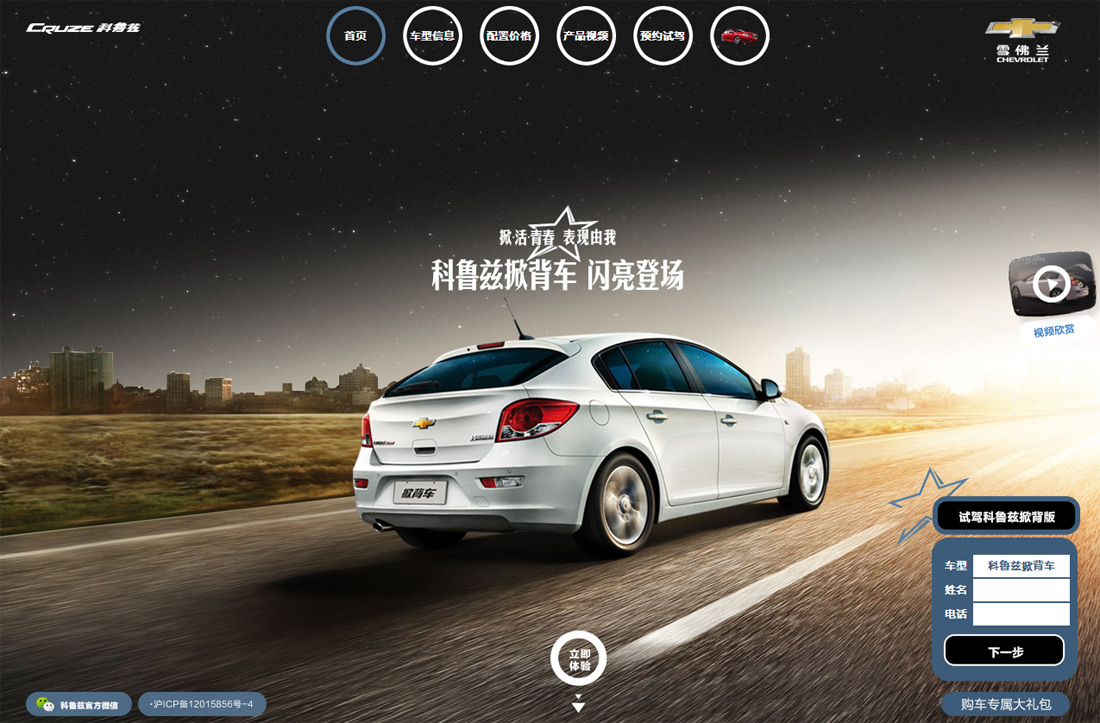 CRUZE 科鲁兹
首页
车型信息
配置价格
产品视频
预约试驾
雪佛兰
CHEVROLET
掀·活·青春 表现由我
科鲁兹掀背车 闪亮登场
视频欣赏
掀背车
试驾科鲁兹掀背版
车型 科鲁兹掀背车
姓名
电话
下一步
立即
体验
科鲁兹官方微信
·沪ICP备12015856号-4
购车专属大礼包